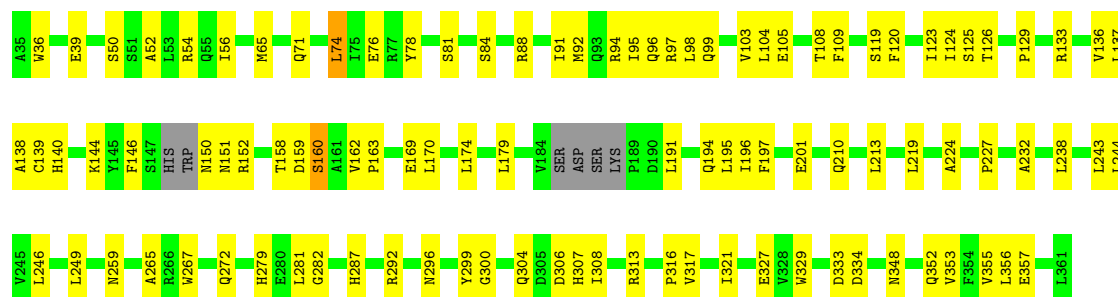 A35 W36 E39 S50 S51 A52 L53 R54 Q55 I56 M65 Q71 L74 I75 E76 R77 Y78 S81 S84 R88 I91 M92 Q93 R94 I95 Q96 R97 L98 Q99 V103 L104 E105 T108 F109 S119 F120 I123 I124 S125 T126 P129 R133 V136 L137
A138 C139 H140 K144 Y145 F146 S147 HIS TRP N150 N151 R152 T158 D159 S160 A161 V162 P163 E169 L170 L174 L179 V184 SER ASP SER LYS P189 D190 L191 Q194 L195 I196 F197 E201 Q210 L213 L219 A224 P227 A232 L238 L243 L244
V245 L246 L249 N259 A265 R266 W267 Q272 H279 E280 L281 G282 H287 R292 N296 Y299 G300 Q304 D305 D306 H307 I308 R313 P316 V317 I321 E327 V328 W329 D333 D334 N348 Q352 V353 F354 V355 L356 E357 L361